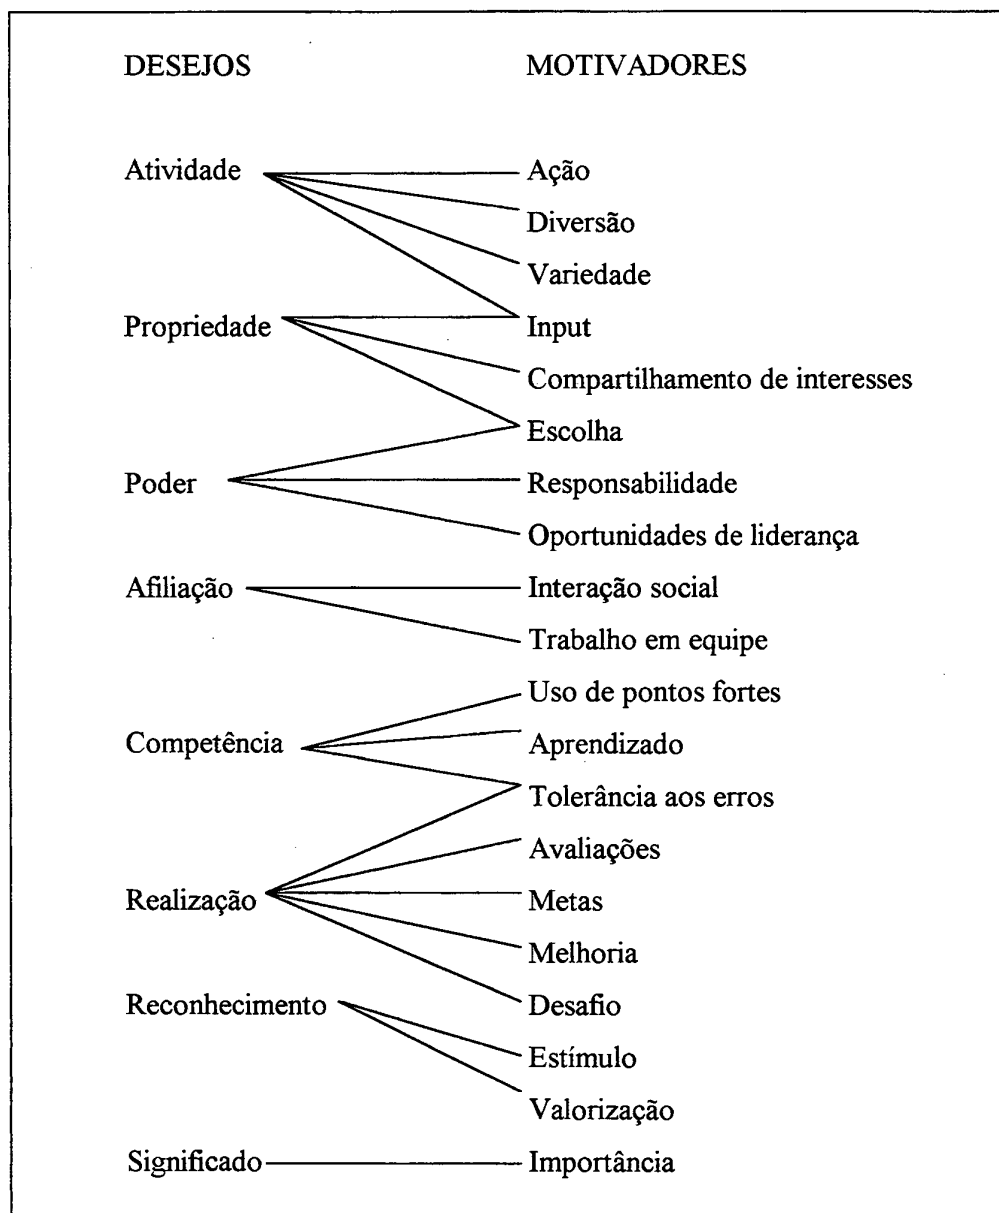 DESEJOS MOTIVADORES
Atividade Ação
Diversão
Variedade
Propriedade Input
Compartilhamento de interesses
Escolha
Poder Responsabilidade
Oportunidades de liderança
Afiliação Interação social
Trabalho em equipe
Uso de pontos fortes
Competência Aprendizado
Tolerância aos erros
Avaliações
Realização Metas
Melhoria
Reconhecimento Desafio
Estímulo
Valorização
Significado Importância